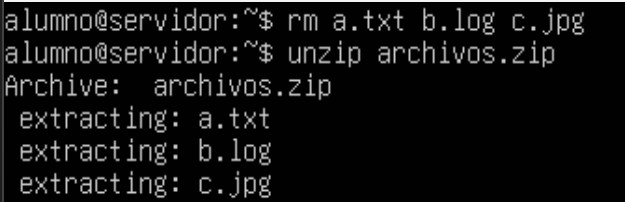 alumno@servidor:~$ rm a.txt b.log c.jpg
alumno@servidor:~$ unzip archivos.zip
Archive:  archivos.zip
 extracting: a.txt
 extracting: b.log
 extracting: c.jpg